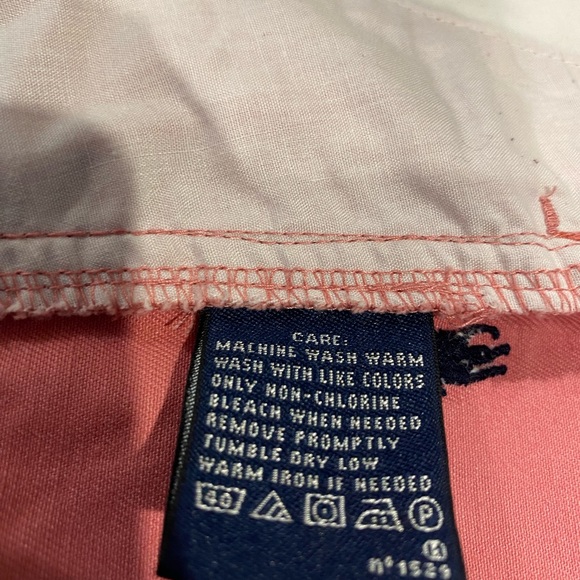 CARE:
MACHINE WASH WARM
WASH WITH LIKE COLORS
ONLY NON-CHLORINE
BLEACH WHEN NEEDED
REMOVE PROMPTLY
TUMBLE DRY LOW
WARM IRON IF NEEDED
40 P
K